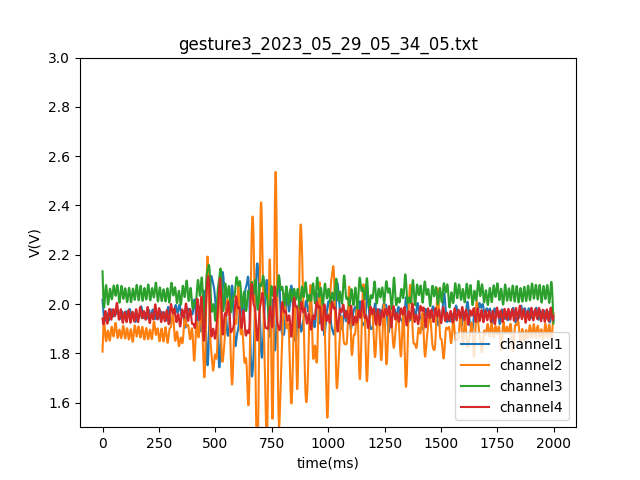 gesture3_2023_05_29_05_34_05.txt
V(V)
3.0
2.8
2.6
2.4
2.2
2.0
1.8
1.6
channel1
channel2
channel3
channel4
0 250 500 750 1000 1250 1500 1750 2000
time(ms)